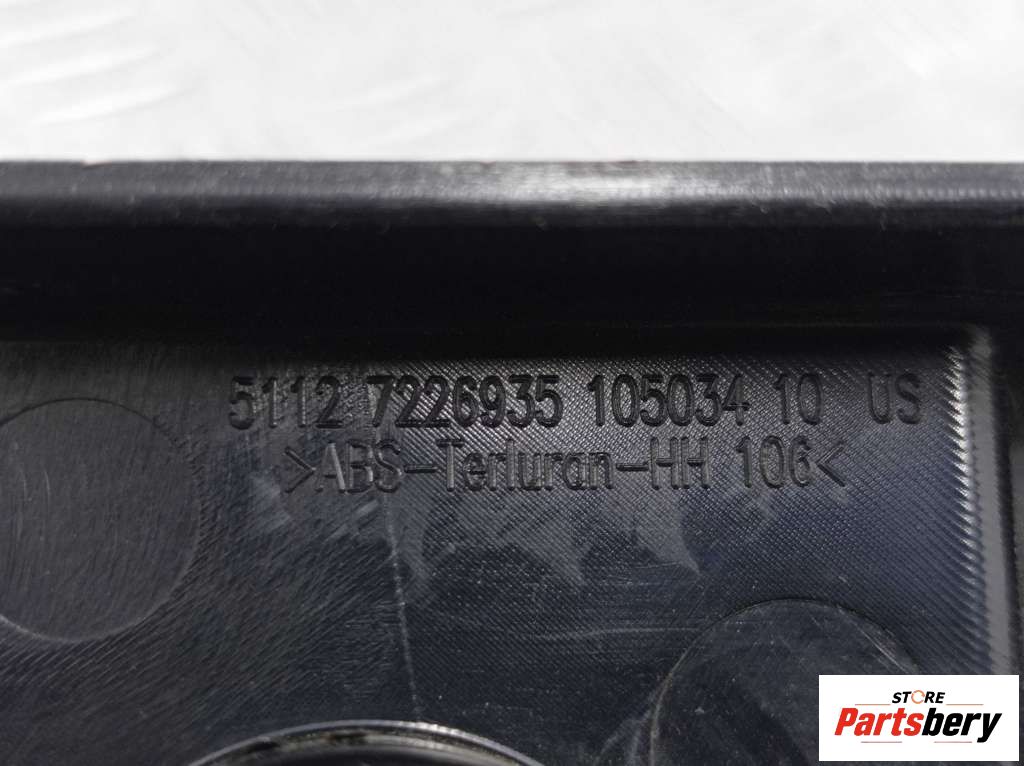 5112 7226935 105034 10 US
>ABS-Terluran-HH 106<
STORE
Partsbery